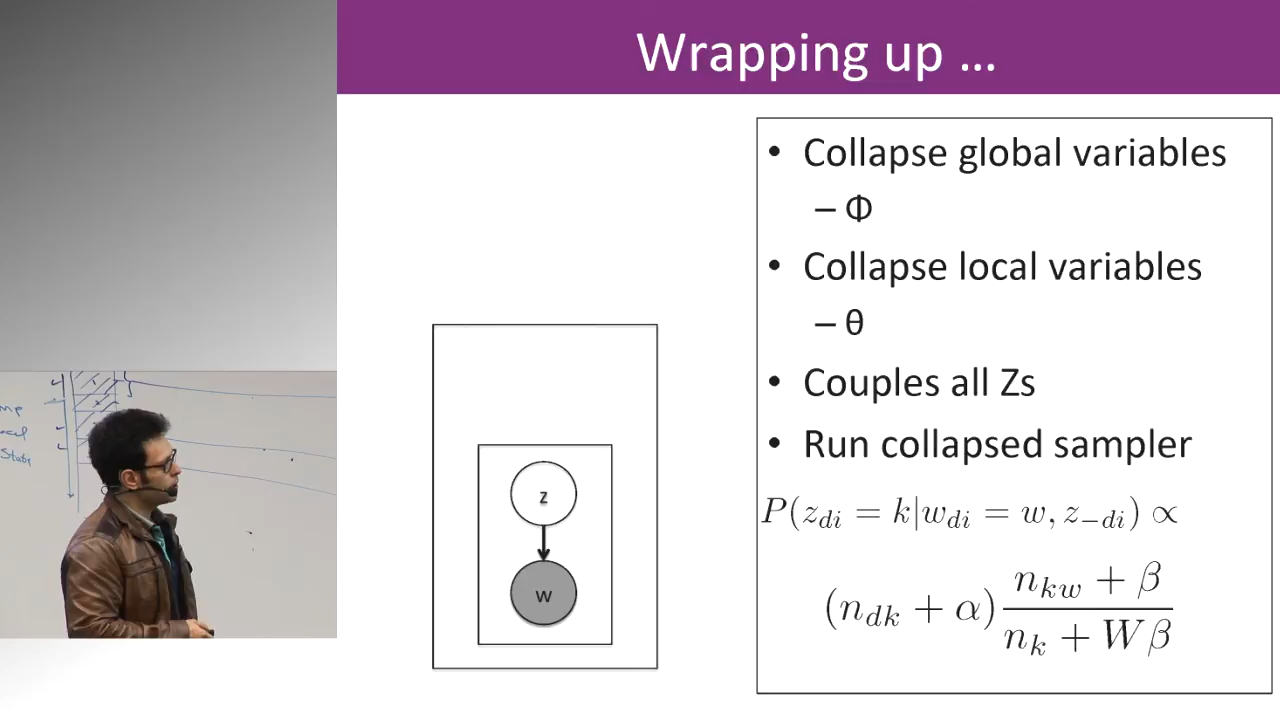 Wrapping up ...
• Collapse global variables
– Φ
• Collapse local variables
– θ
• Couples all Zs
• Run collapsed sampler
P(z_{di} = k|w_{di} = w, z_{-di}) ∝
(n_{dk} + α) \frac{n_{kw} + β}{n_k + Wβ}
z
w